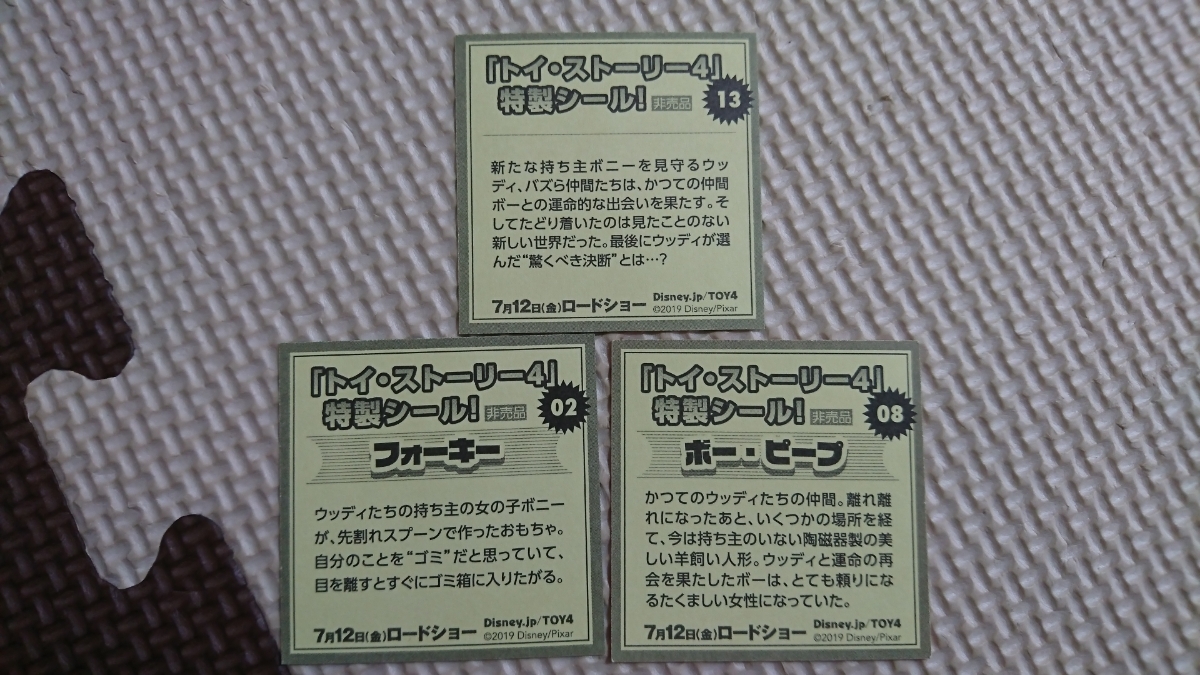 「トイ・ストーリー4」
特製シール! 非売品 13
新たな持ち主ボニーを見守るウッ
ディ、バズら仲間たちは、かつての仲間
ボーとの運命的な出会いを果たす。そ
してたどり着いたのは見たことのない
新しい世界だった。最後にウッディが選
んだ“驚くべき決断”とは…?
7月12日(金)ロードショー Disney.jp/TOY4
©2019 Disney/Pixar
「トイ・ストーリー4」
特製シール! 非売品 02
フォーキー
ウッディたちの持ち主の女の子ボニー
が、先割れスプーンで作ったおもちゃ。
自分のことを“ゴミ”だと思っていて、
目を離すとすぐにゴミ箱に入りたがる。
7月12日(金)ロードショー Disney.jp/TOY4
©2019 Disney/Pixar
「トイ・ストーリー4」
特製シール! 非売品 08
ボー・ピープ
かつてのウッディたちの仲間。離れ離
れになったあと、いくつかの場所を経
て、今は持ち主のいない陶磁器製の美
しい羊飼い人形。ウッディと運命の再
会を果たしたボーは、とても頼りにな
るたくましい女性になっていた。
7月12日(金)ロードショー Disney.jp/TOY4
©2019 Disney/Pixar